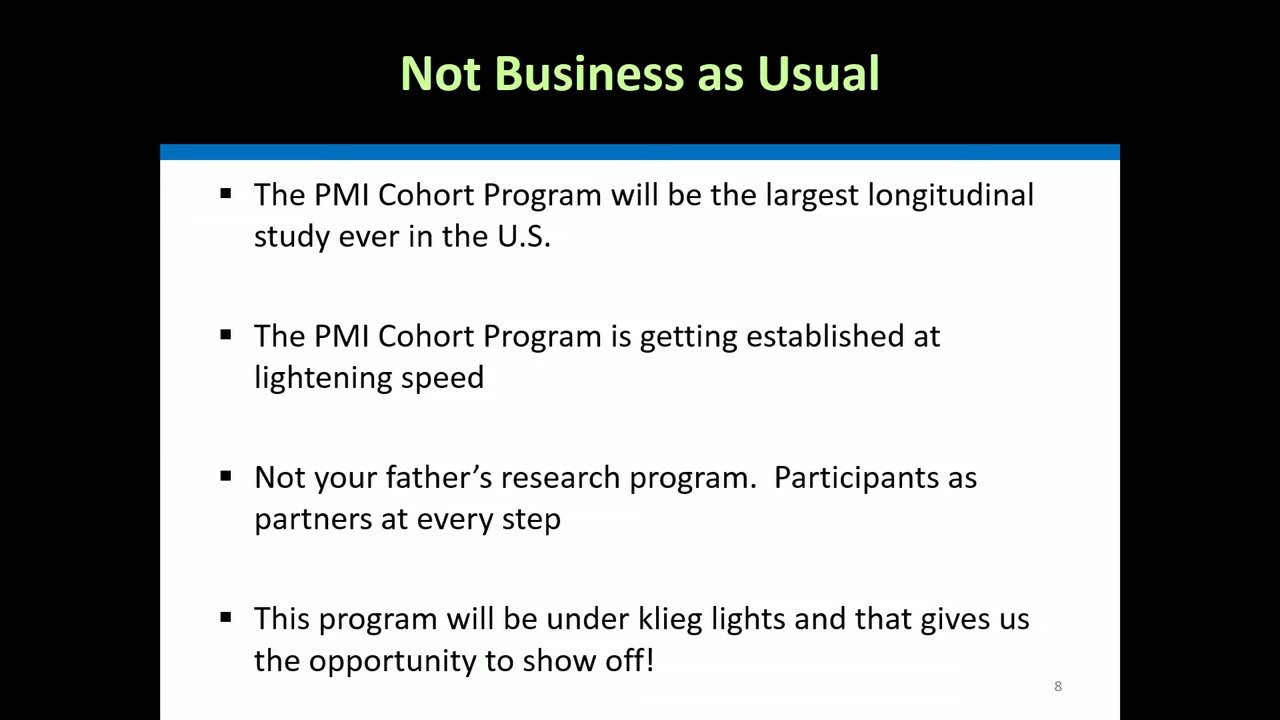 Not Business as Usual
▪ The PMI Cohort Program will be the largest longitudinal
study ever in the U.S.
▪ The PMI Cohort Program is getting established at
lightening speed
▪ Not your father’s research program.  Participants as
partners at every step
▪ This program will be under klieg lights and that gives us
the opportunity to show off!
8